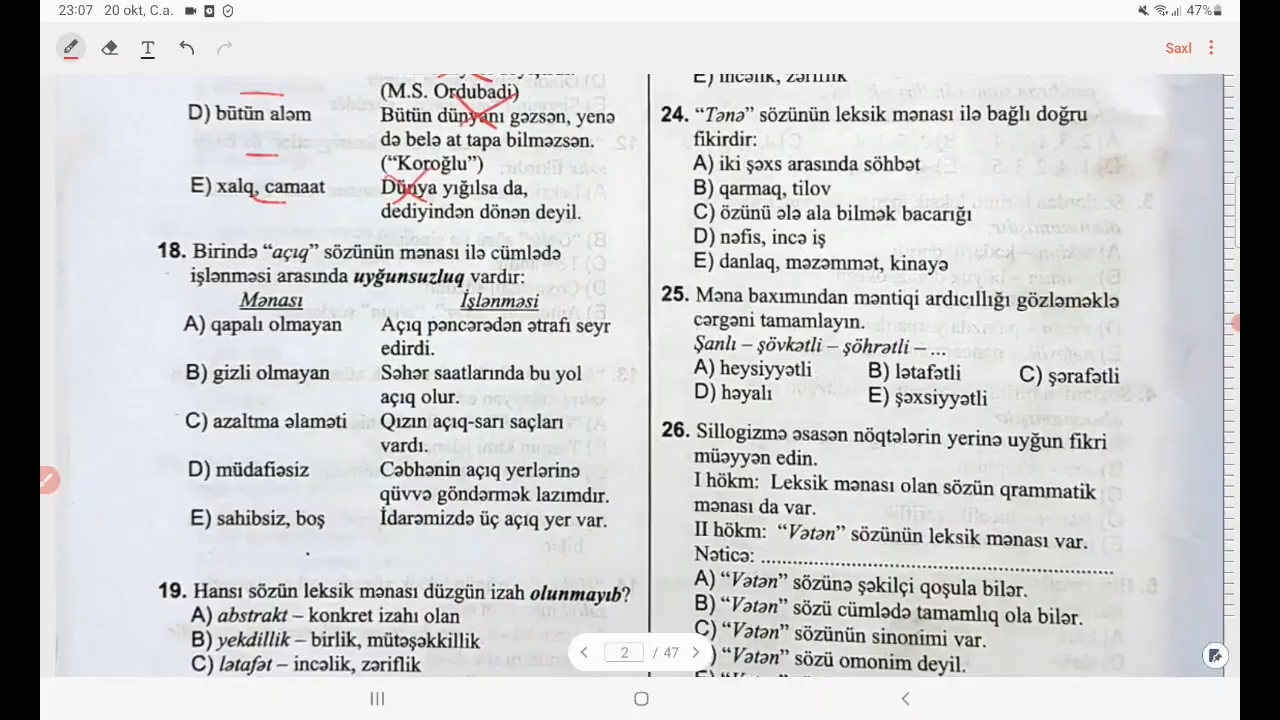 23:07 20 okt, C.a.
47%
T
Saxl
(M.S. Ordubadi)
D) bütün aləm
Bütün dünyanı gəzsən, yenə
də belə at tapa bilməzsən.
(“Koroğlu”)
E) xalq, camaat
Dünya yığılsa da,
dediyindən dönən deyil.
18. Birində “açıq” sözünün mənası ilə cümlədə
işlənməsi arasında uyğunsuzluq vardır:
Mənası
İşlənməsi
A) qapalı olmayan
Açıq pəncərədən ətrafı seyr
edirdi.
B) gizli olmayan
Səhər saatlarında bu yol
açıq olur.
C) azaltma əlaməti
Qızın açıq-sarı saçları
vardı.
D) müdafiəsiz
Cəbhənin açıq yerlərinə
qüvvə göndərmək lazımdır.
E) sahibsiz, boş
İdarəmizdə üç açıq yer var.
19. Hansı sözün leksik mənası düzgün izah olunmayıb?
A) abstrakt – konkret izahı olan
B) yekdillik – birlik, mütəşəkkillik
C) lətafət – incəlik, zəriflik
E) incəlik, zəriflik
24. “Tənə” sözünün leksik mənası ilə bağlı doğru
fikirdir:
A) iki şəxs arasında söhbət
B) qarmaq, tilov
C) özünü ələ ala bilmək bacarığı
D) nəfis, incə iş
E) danlaq, məzəmmət, kinayə
25. Məna baxımından məntiqi ardıcıllığı gözləməklə
cərgəni tamamlayın.
Şanlı – şövkətli – şöhrətli – ...
A) heysiyyətli B) lətafətli C) şərafətli
D) həyalı E) şəxsiyyətli
26. Sillogizmə əsasən nöqtələrin yerinə uyğun fikri
müəyyən edin.
I hökm: Leksik mənası olan sözün qrammatik
mənası da var.
II hökm: “Vətən” sözünün leksik mənası var.
Nəticə: ..........................................................
A) “Vətən” sözünə şəkilçi qoşula bilər.
B) “Vətən” sözü cümlədə tamamlıq ola bilər.
C) “Vətən” sözünün sinonimi var.
) “Vətən” sözü omonim deyil.
2 / 47